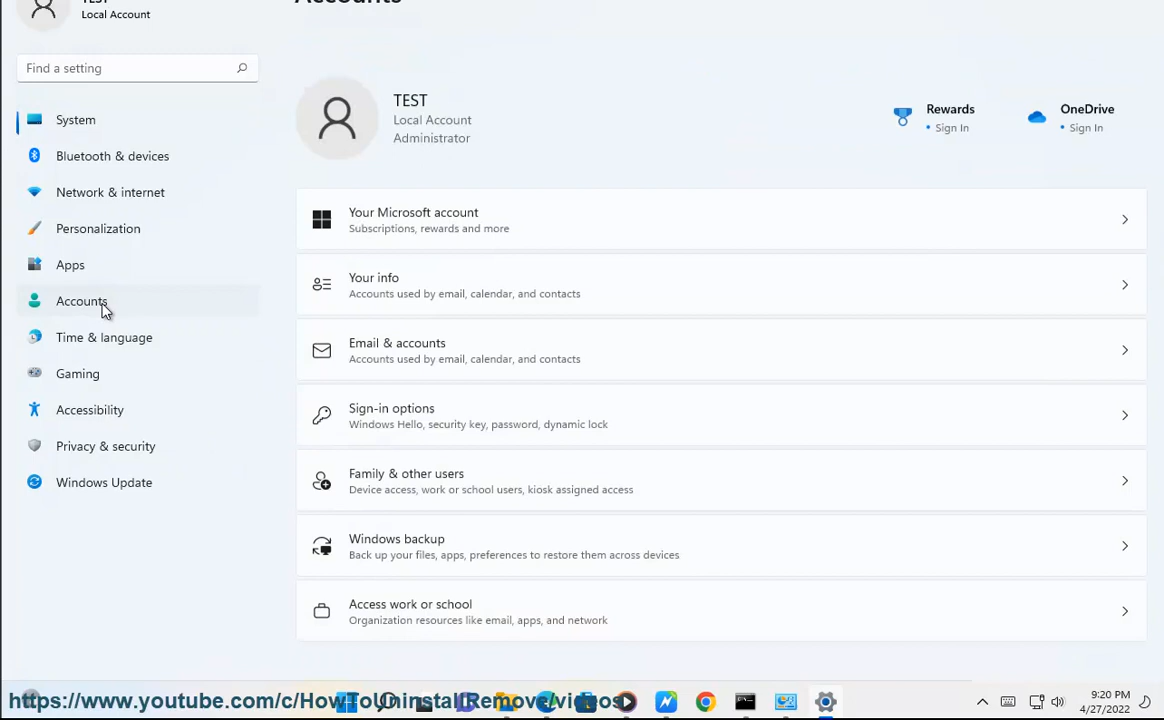 TEST
Local Account
Accounts
Find a setting
System
Bluetooth & devices
Network & internet
Personalization
Apps
Accounts
Time & language
Gaming
Accessibility
Privacy & security
Windows Update
TEST
Local Account
Administrator
Rewards
• Sign In
OneDrive
• Sign In
Your Microsoft account
Subscriptions, rewards and more
Your info
Accounts used by email, calendar, and contacts
Email & accounts
Accounts used by email, calendar, and contacts
Sign-in options
Windows Hello, security key, password, dynamic lock
Family & other users
Device access, work or school users, kiosk assigned access
Windows backup
Back up your files, apps, preferences to restore them across devices
Access work or school
Organization resources like email, apps, and network
https://www.youtube.com/c/HowToUninstallRemove/videos
9:20 PM
4/27/2022